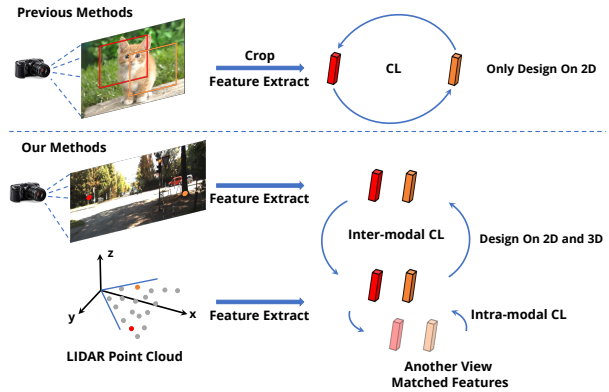 Previous Methods
Crop
Feature Extract
CL
Only Design On 2D
Our Methods
Feature Extract
Inter-modal CL
Design On 2D and 3D
z
y
x
LIDAR Point Cloud
Feature Extract
Intra-modal CL
Another View
Matched Features